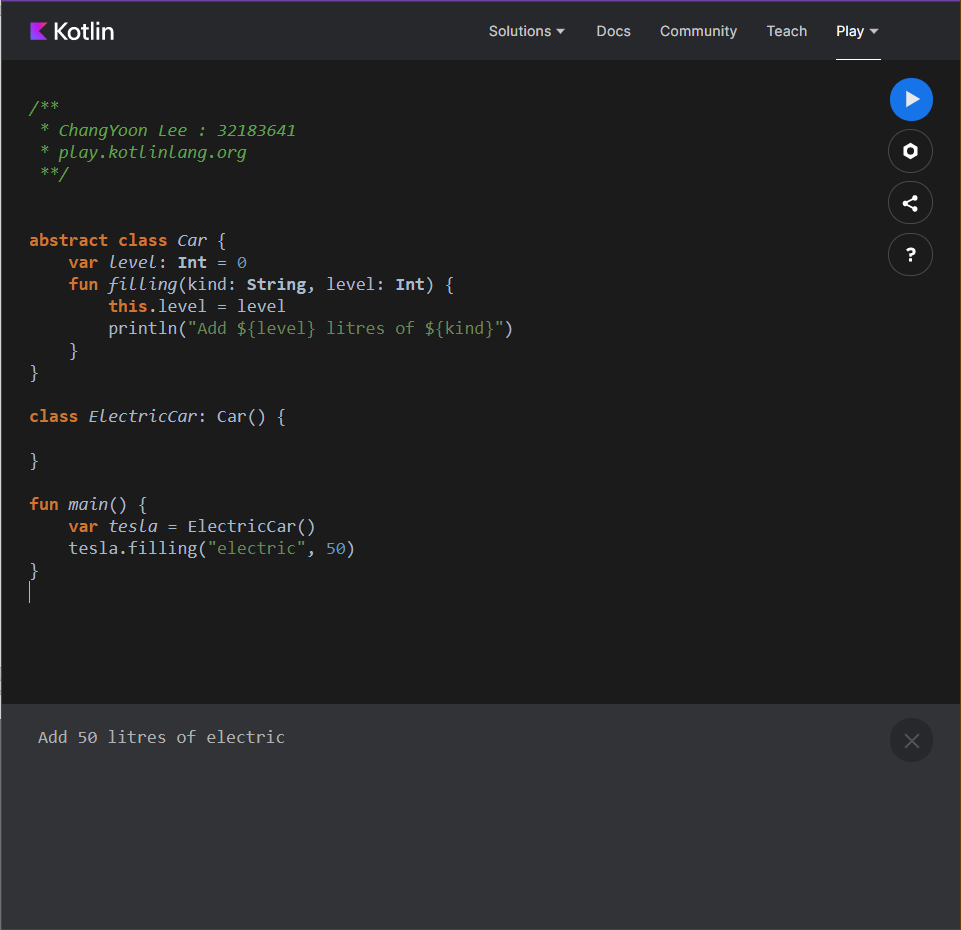 Kotlin
Solutions Docs Community Teach Play
/**
 * ChangYoon Lee : 32183641
 * play.kotlinlang.org
 **/
abstract class Car {
    var level: Int = 0
    fun filling(kind: String, level: Int) {
        this.level = level
        println("Add ${level} litres of ${kind}")
    }
}
class ElectricCar: Car() {
}
fun main() {
    var tesla = ElectricCar()
    tesla.filling("electric", 50)
}
?
Add 50 litres of electric